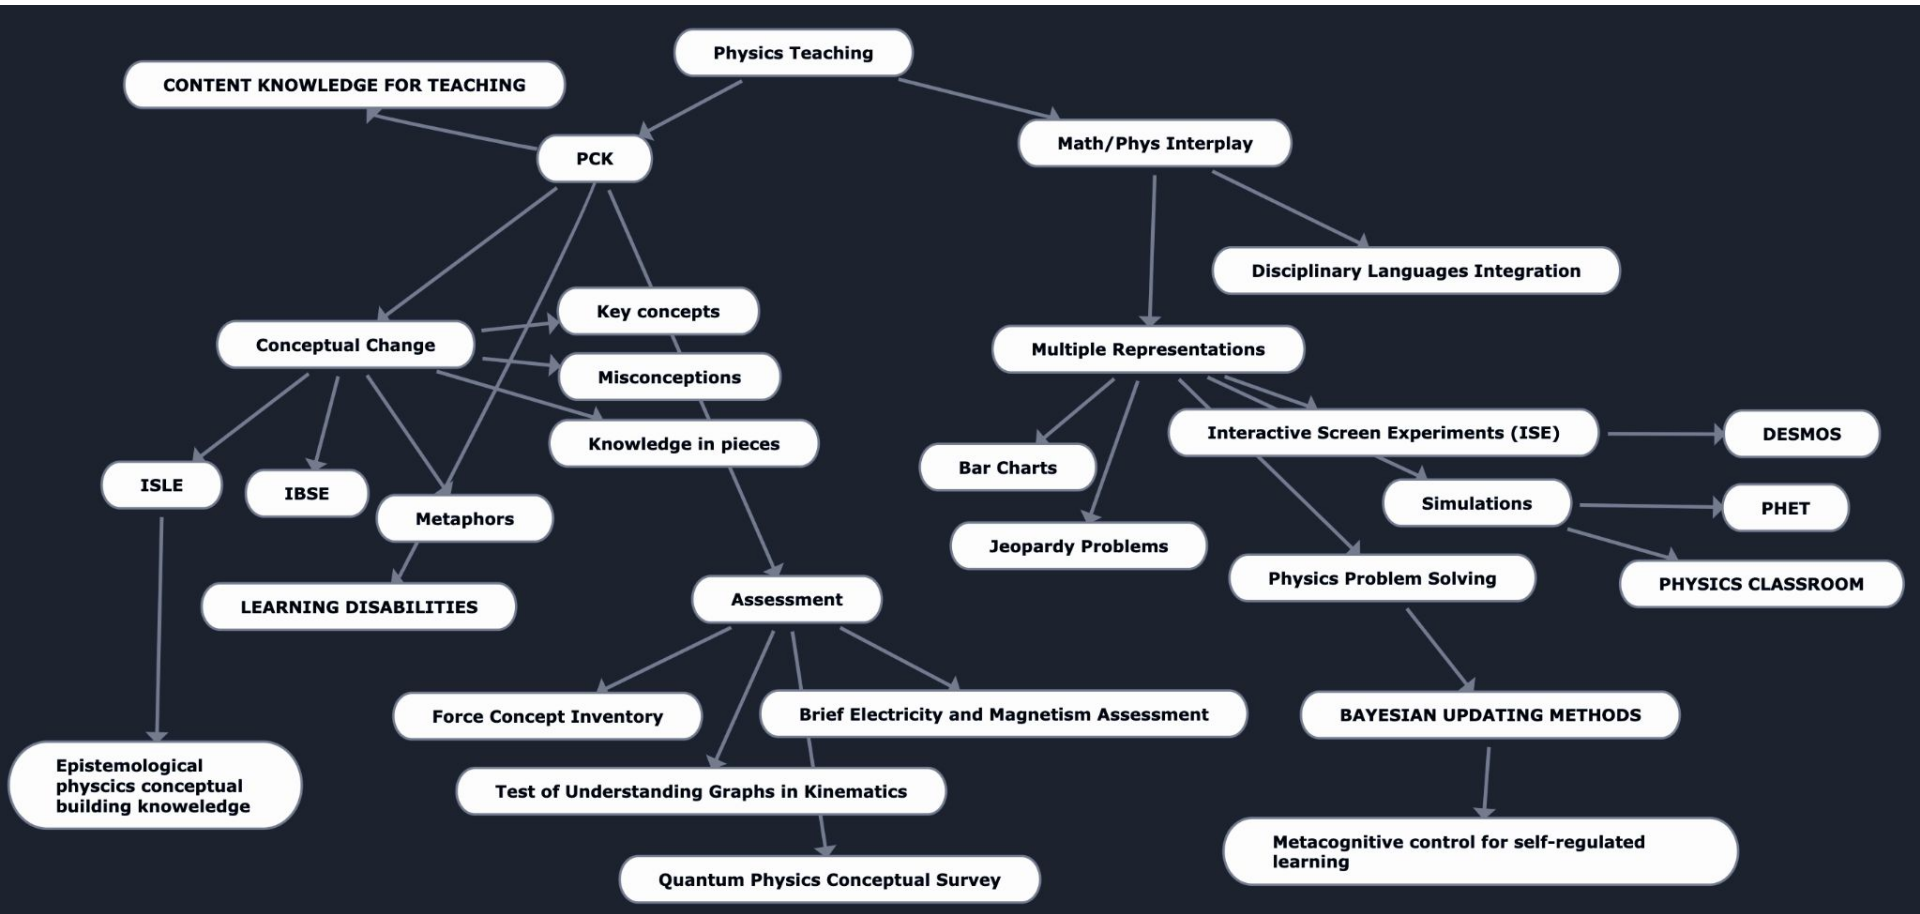 Physics Teaching
CONTENT KNOWLEDGE FOR TEACHING
PCK
Math/Phys Interplay
Disciplinary Languages Integration
Key concepts
Conceptual Change
Multiple Representations
Misconceptions
Knowledge in pieces
Interactive Screen Experiments (ISE)
DESMOS
Bar Charts
ISLE
IBSE
Metaphors
Simulations
PHET
Jeopardy Problems
Physics Problem Solving
PHYSICS CLASSROOM
LEARNING DISABILITIES
Assessment
Force Concept Inventory
Brief Electricity and Magnetism Assessment
BAYESIAN UPDATING METHODS
Epistemological
physcics conceptual
building knoweledge
Test of Understanding Graphs in Kinematics
Metacognitive control for self-regulated
learning
Quantum Physics Conceptual Survey